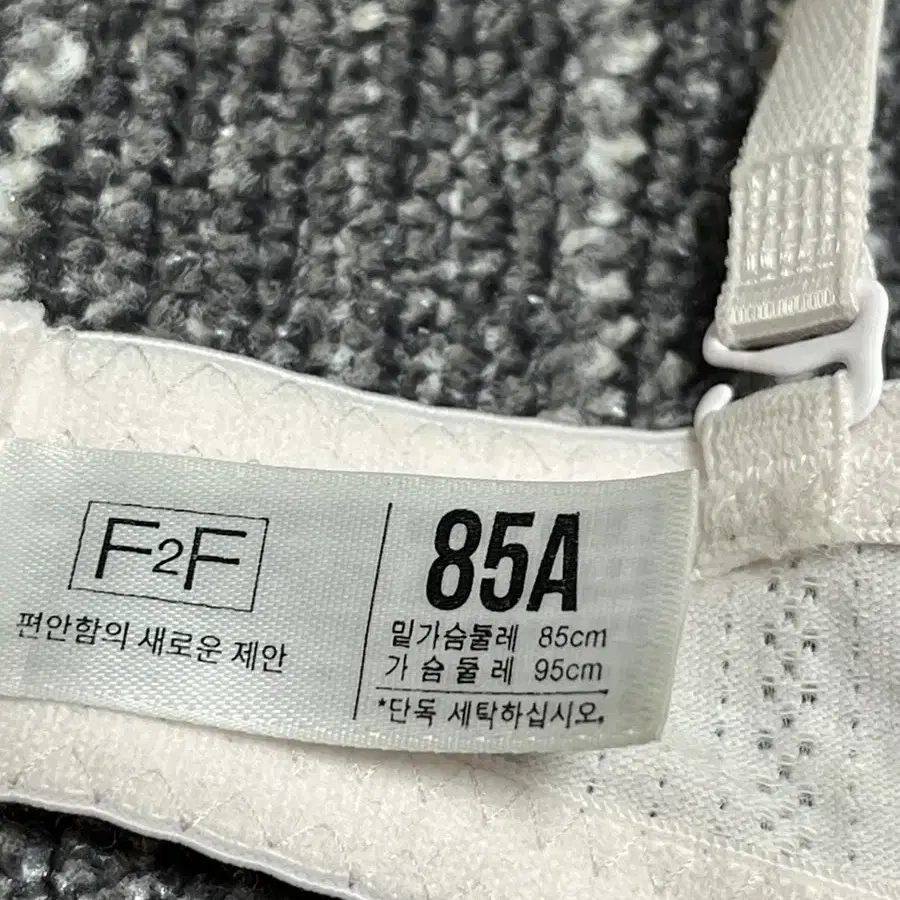 F2F
편안함의 새로운 제안
85A
밑가슴둘레 85cm
가 슴 둘 레 95cm
*단독 세탁하십시오.